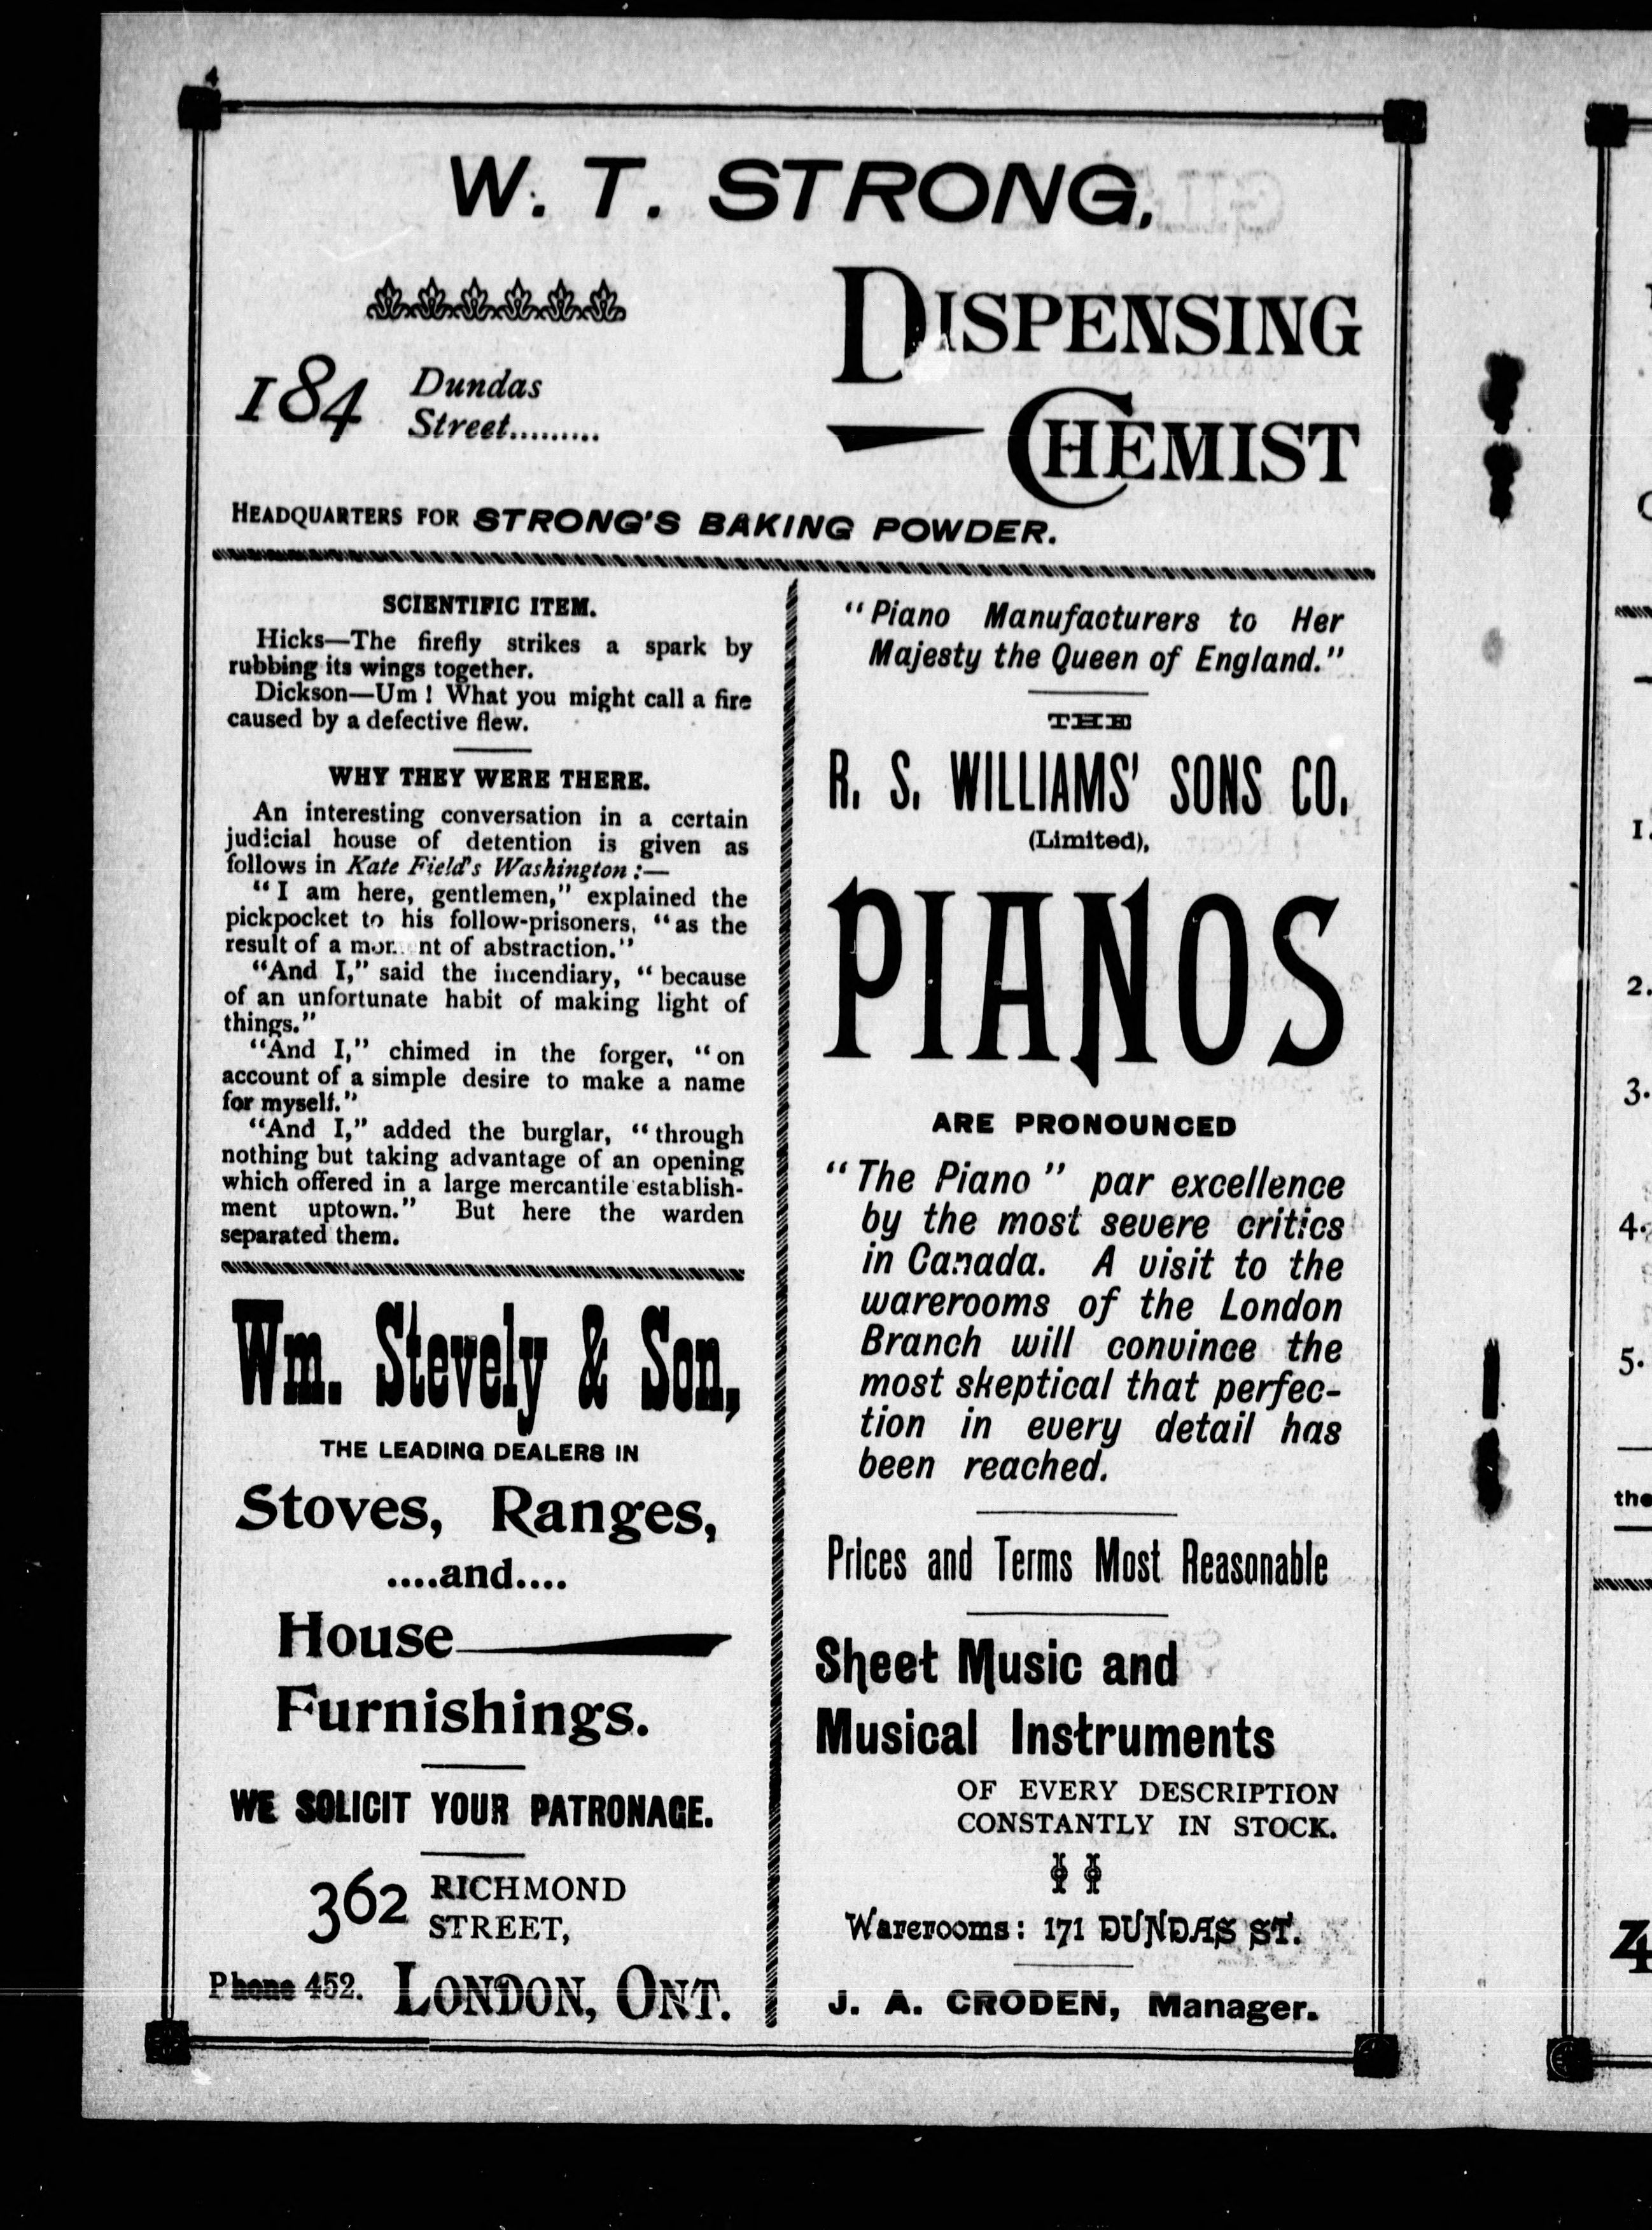 4
W. T. STRONG,
184 Dundas
Street.........
DISPENSING
CHEMIST
HEADQUARTERS FOR STRONG'S BAKING POWDER.
SCIENTIFIC ITEM.
Hicks—The firefly strikes a spark by
rubbing its wings together.
Dickson—Um ! What you might call a fire
caused by a defective flew.
WHY THEY WERE THERE.
An interesting conversation in a certain
judicial house of detention is given as
follows in Kate Field's Washington :—
"I am here, gentlemen," explained the
pickpocket to his follow-prisoners, "as the
result of a mor nt of abstraction."
"And I," said the incendiary, "because
of an unfortunate habit of making light of
things."
"And I," chimed in the forger, "on
account of a simple desire to make a name
for myself."
"And I," added the burglar, "through
nothing but taking advantage of an opening
which offered in a large mercantile establish-
ment uptown." But here the warden
separated them.
Wm. Stevely & Son,
THE LEADING DEALERS IN
Stoves, Ranges,
....and....
House
Furnishings.
WE SOLICIT YOUR PATRONAGE.
362 RICHMOND
STREET,
Phone 452. LONDON, ONT.
"Piano Manufacturers to Her
Majesty the Queen of England."
THE
R. S. WILLIAMS' SONS CO.
(Limited),
PIANOS
ARE PRONOUNCED
"The Piano" par excellence
by the most severe critics
in Canada. A visit to the
warerooms of the London
Branch will convince the
most skeptical that perfec-
tion in every detail has
been reached.
Prices and Terms Most Reasonable
Sheet Music and
Musical Instruments
OF EVERY DESCRIPTION
CONSTANTLY IN STOCK.
Warerooms: 171 DUNDAS ST.
J. A. CRODEN, Manager.
1.
2.
3.
4.
5.
the